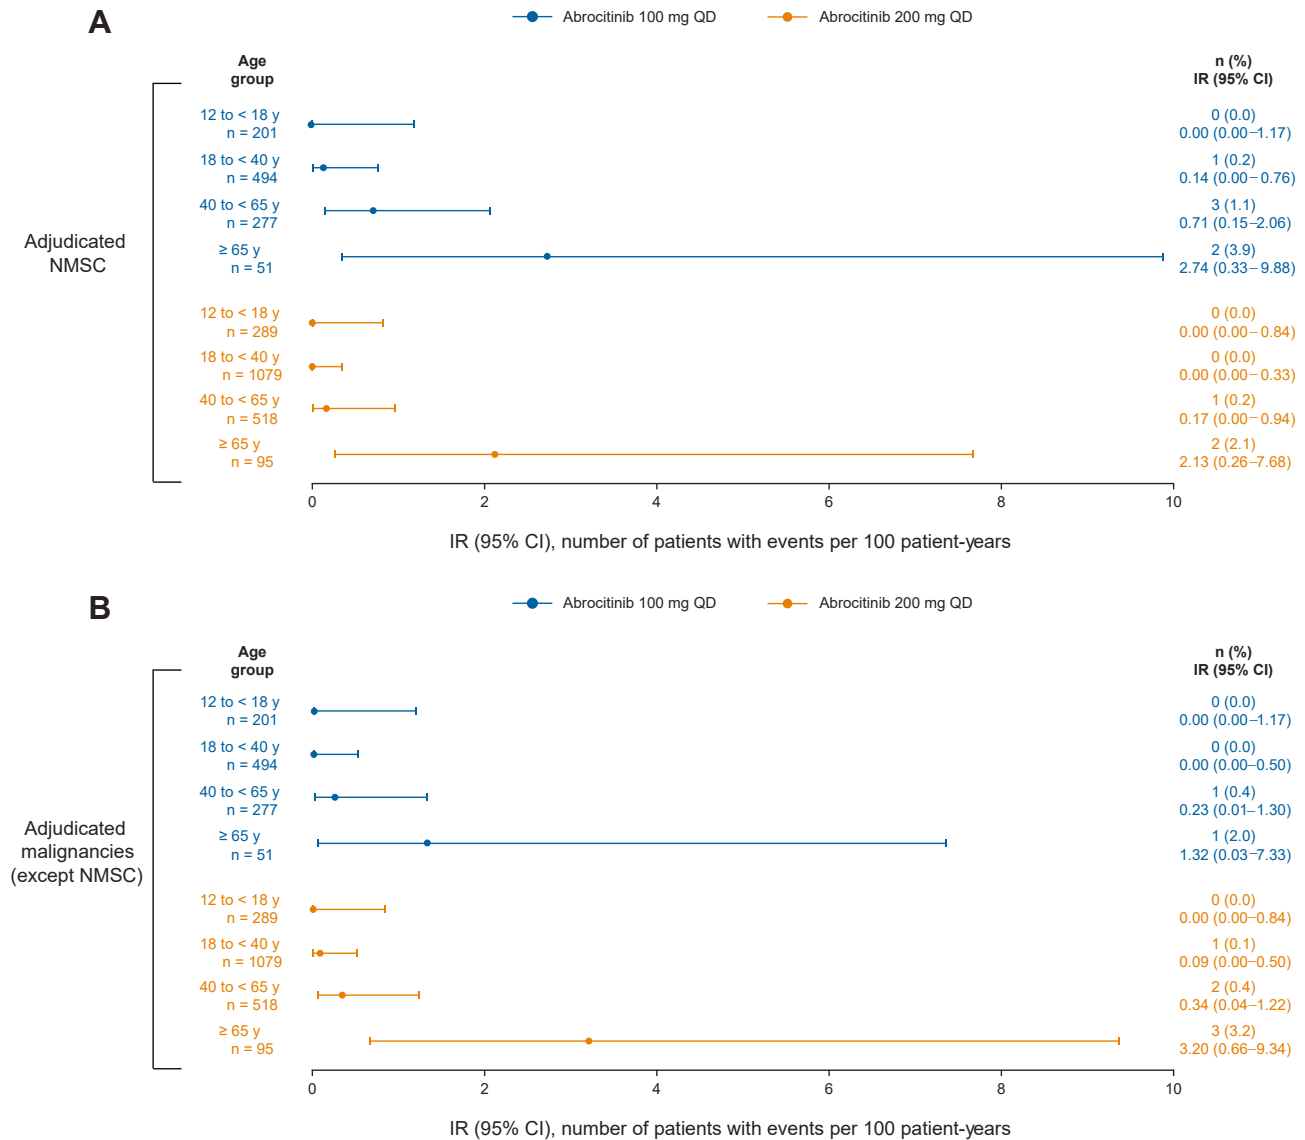 A
Abrocitinib 100 mg QD
Abrocitinib 200 mg QD
Age
group
n (%)
IR (95% CI)
Adjudicated
NMSC
12 to < 18 y
n = 201
0 (0.0)
0.00 (0.00–1.17)
18 to < 40 y
n = 494
1 (0.2)
0.14 (0.00–0.76)
40 to < 65 y
n = 277
3 (1.1)
0.71 (0.15–2.06)
≥ 65 y
n = 51
2 (3.9)
2.74 (0.33–9.88)
12 to < 18 y
n = 289
0 (0.0)
0.00 (0.00–0.84)
18 to < 40 y
n = 1079
0 (0.0)
0.00 (0.00–0.33)
40 to < 65 y
n = 518
1 (0.2)
0.17 (0.00–0.94)
≥ 65 y
n = 95
2 (2.1)
2.13 (0.26–7.68)
0 2 4 6 8 10
IR (95% CI), number of patients with events per 100 patient-years
B
Abrocitinib 100 mg QD
Abrocitinib 200 mg QD
Age
group
n (%)
IR (95% CI)
Adjudicated
malignancies
(except NMSC)
12 to < 18 y
n = 201
0 (0.0)
0.00 (0.00–1.17)
18 to < 40 y
n = 494
0 (0.0)
0.00 (0.00–0.50)
40 to < 65 y
n = 277
1 (0.4)
0.23 (0.01–1.30)
≥ 65 y
n = 51
1 (2.0)
1.32 (0.03–7.33)
12 to < 18 y
n = 289
0 (0.0)
0.00 (0.00–0.84)
18 to < 40 y
n = 1079
1 (0.1)
0.09 (0.00–0.50)
40 to < 65 y
n = 518
2 (0.4)
0.34 (0.04–1.22)
≥ 65 y
n = 95
3 (3.2)
3.20 (0.66–9.34)
0 2 4 6 8 10
IR (95% CI), number of patients with events per 100 patient-years